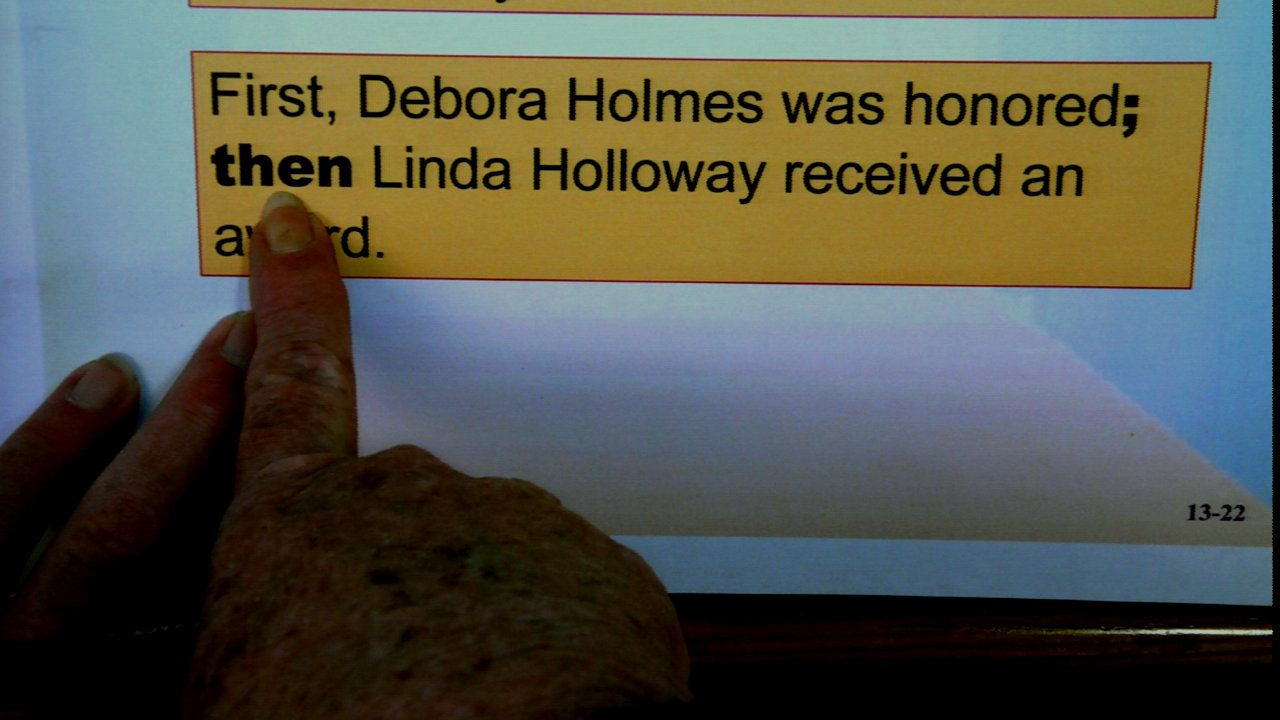 First, Debora Holmes was honored;
then Linda Holloway received an
13-22